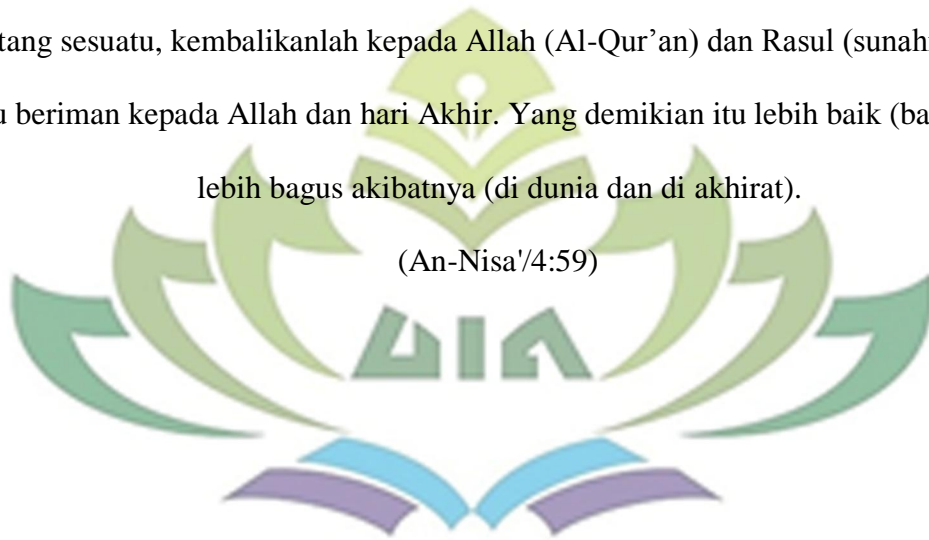 tang sesuatu, kembalikanlah kepada Allah (Al-Qur’an) dan Rasul (sunah
u beriman kepada Allah dan hari Akhir. Yang demikian itu lebih baik (ba
lebih bagus akibatnya (di dunia dan di akhirat).
(An-Nisa'/4:59)
UIN